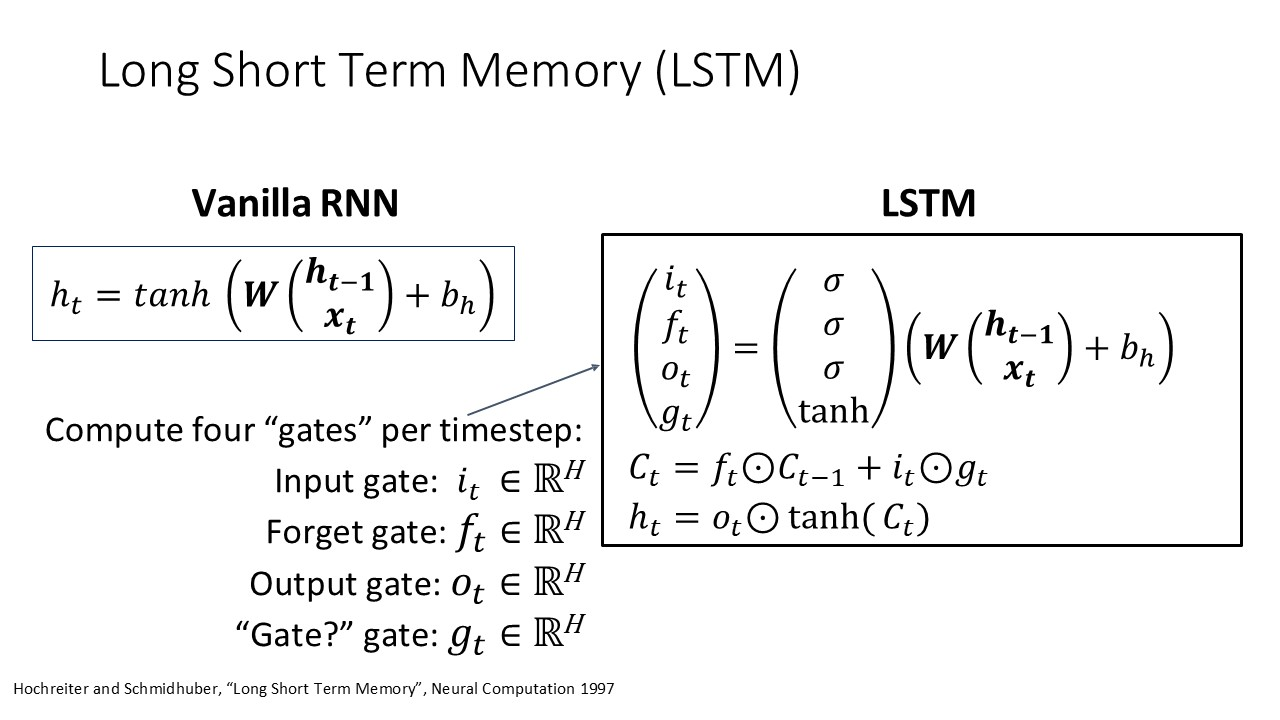 Long Short Term Memory (LSTM)
Vanilla RNN
h_t = tanh (W (h_{t−1} x_t) + b_h)
Compute four “gates” per timestep:
Input gate: i_t ∈ ℝ^H
Forget gate: f_t ∈ ℝ^H
Output gate: o_t ∈ ℝ^H
“Gate?” gate: g_t ∈ ℝ^H
LSTM
(i_t f_t o_t g_t) = (σ σ σ tanh) (W (h_{t−1} x_t) + b_h)
C_t = f_t⊙C_{t−1} + i_t⊙g_t
h_t = o_t⊙ tanh( C_t)
Hochreiter and Schmidhuber, “Long Short Term Memory”, Neural Computation 1997